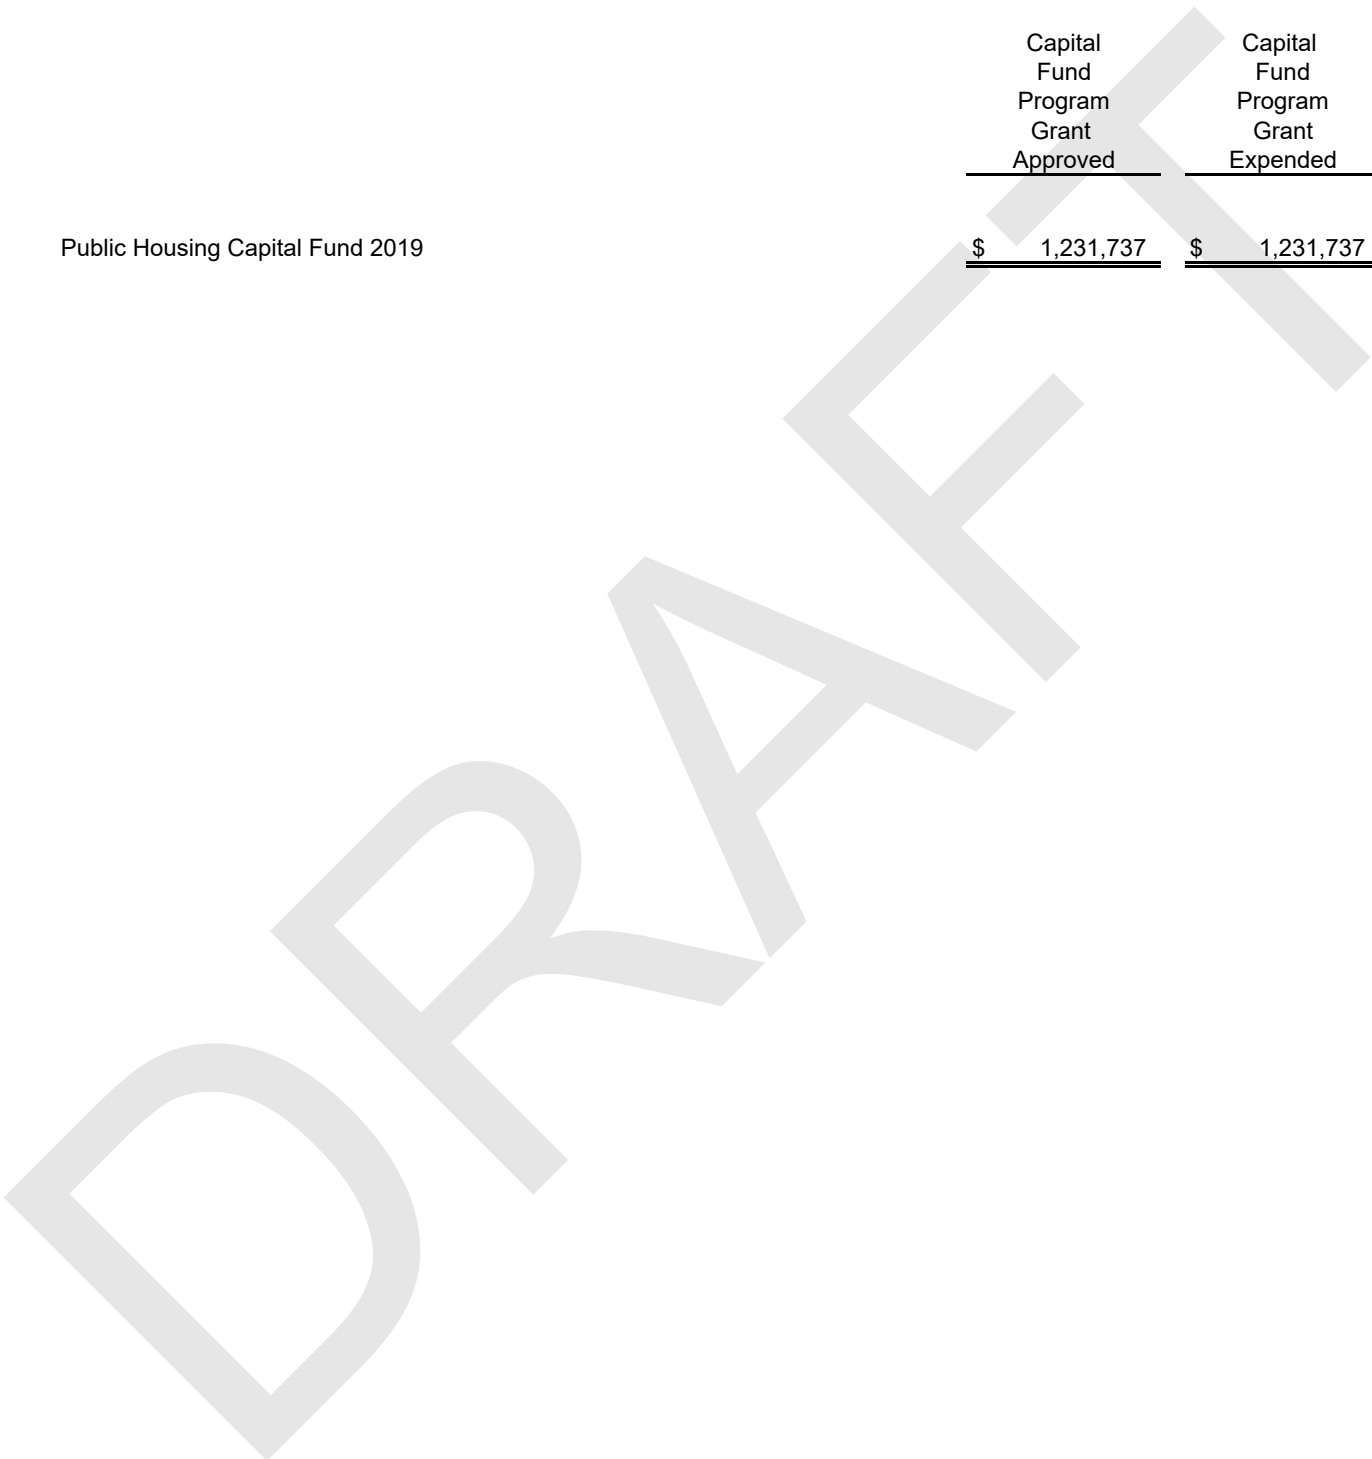 Capital Capital
Fund Fund
Program Program
Grant Grant
Approved Expended
Public Housing Capital Fund 2019 $ 1,231,737 $ 1,231,737
DRAFT